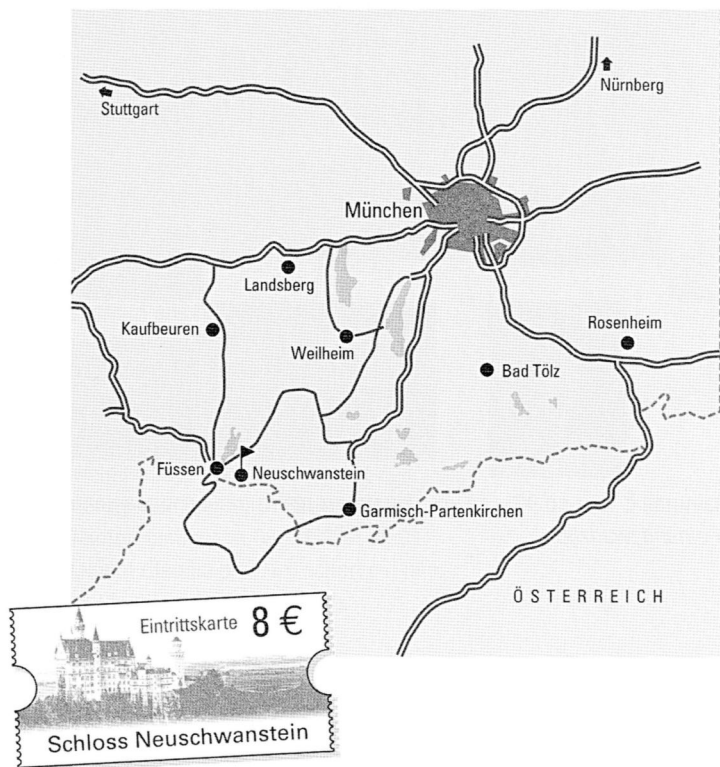 Stuttgart
Nürnberg
München
Landsberg
Kaufbeuren
Weilheim
Rosenheim
Bad Tölz
Füssen
Neuschwanstein
Garmisch-Partenkirchen
ÖSTERREICH
Eintrittskarte 8 €
Schloss Neuschwanstein